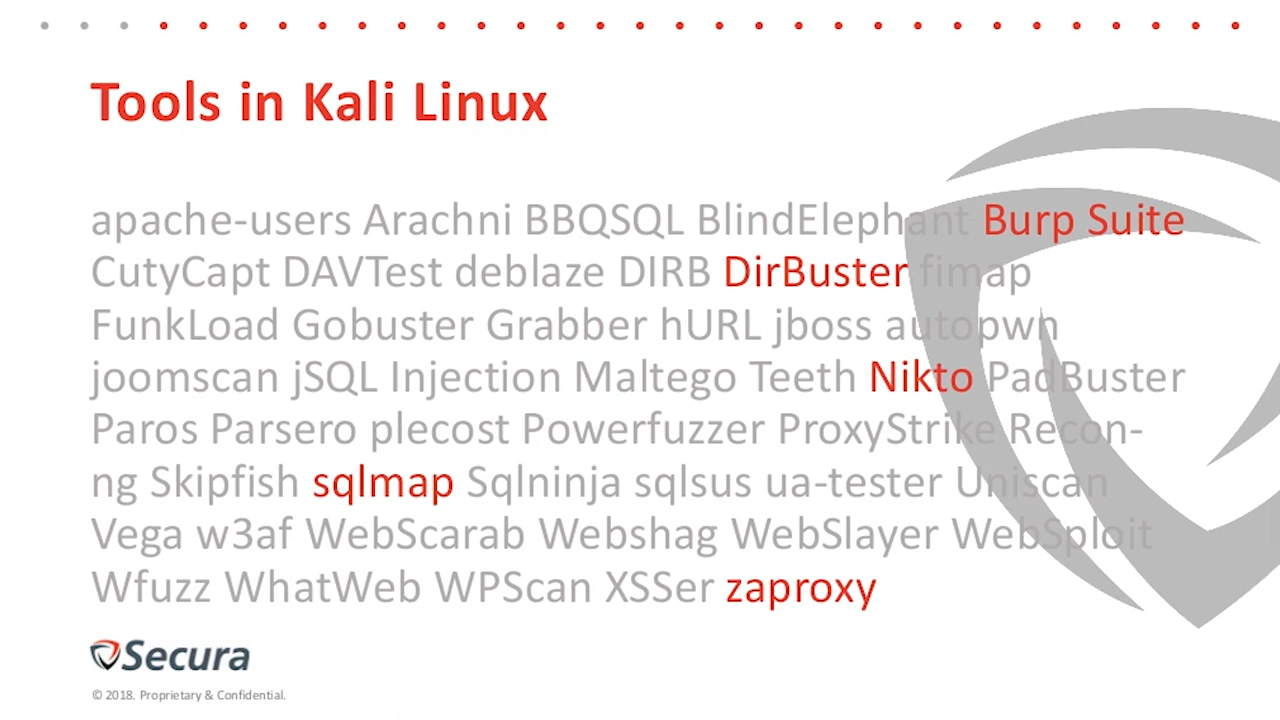 Tools in Kali Linux
apache-users Arachni BBQSQL BlindElephant Burp Suite
CutyCapt DAVTest deblaze DIRB DirBuster fimap
FunkLoad Gobuster Grabber hURL jboss autopwn
joomscan jSQL Injection Maltego Teeth Nikto PadBuster
Paros Parsero plecost Powerfuzzer ProxyStrike Recon-
ng Skipfish sqlmap Sqlninja sqlsus ua-tester Uniscan
Vega w3af WebScarab Webshag WebSlayer WebSploit
Wfuzz WhatWeb WPScan XSSer zaproxy
Secura
© 2018. Proprietary & Confidential.